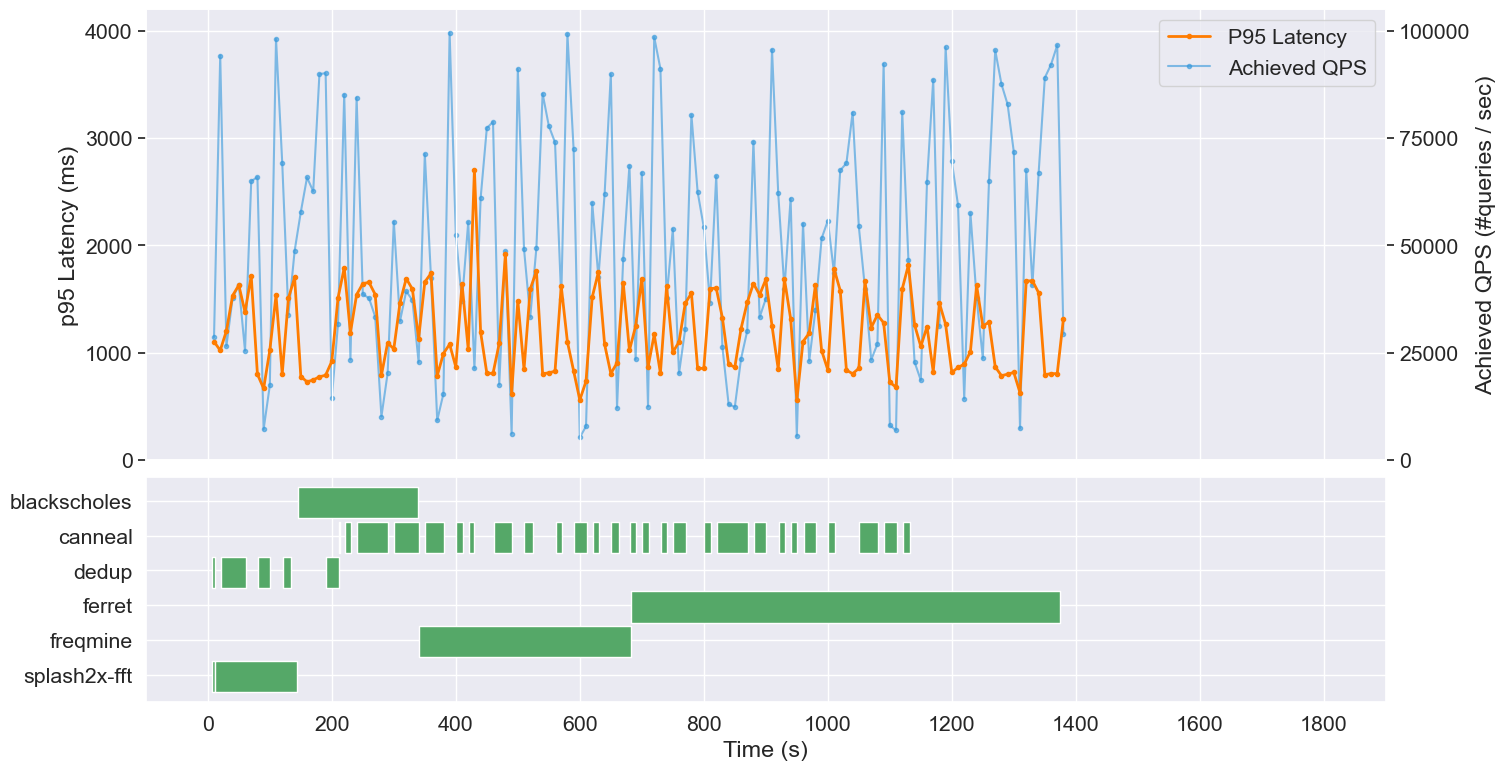 4000
3000
2000
1000
0
p95 Latency (ms)
P95 Latency
Achieved QPS
100000
75000
50000
25000
0
Achieved QPS (#queries / sec)
blackscholes
canneal
dedup
ferret
freqmine
splash2x-fft
0 200 400 600 800 1000 1200 1400 1600 1800
Time (s)